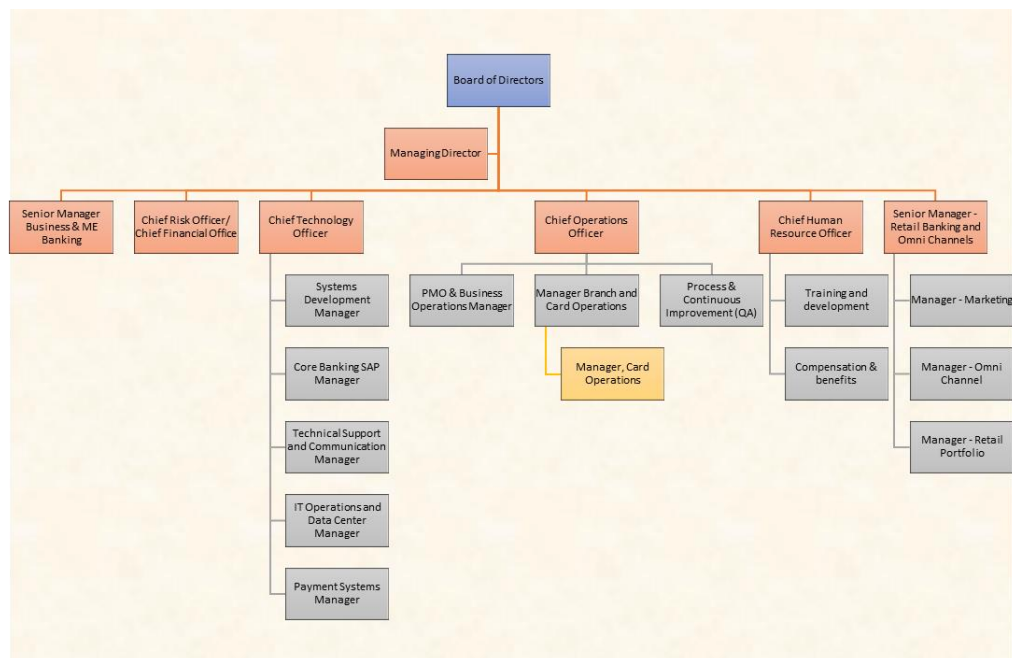 Board of Directors
Managing Director
Senior Manager
Business & ME
Banking
Chief Risk Officer/
Chief Financial Office
Chief Technology
Officer
Chief Operations
Officer
Chief Human
Resource Officer
Senior Manager -
Retail Banking and
Omni Channels
Systems
Development
Manager
Core Banking SAP
Manager
Technical Support
and Communication
Manager
IT Operations and
Data Center
Manager
Payment Systems
Manager
PMO & Business
Operations Manager
Manager Branch and
Card Operations
Manager, Card
Operations
Process &
Continuous
Improvement (QA)
Training and
development
Compensation &
benefits
Manager - Marketing
Manager - Omni
Channel
Manager - Retail
Portfolio